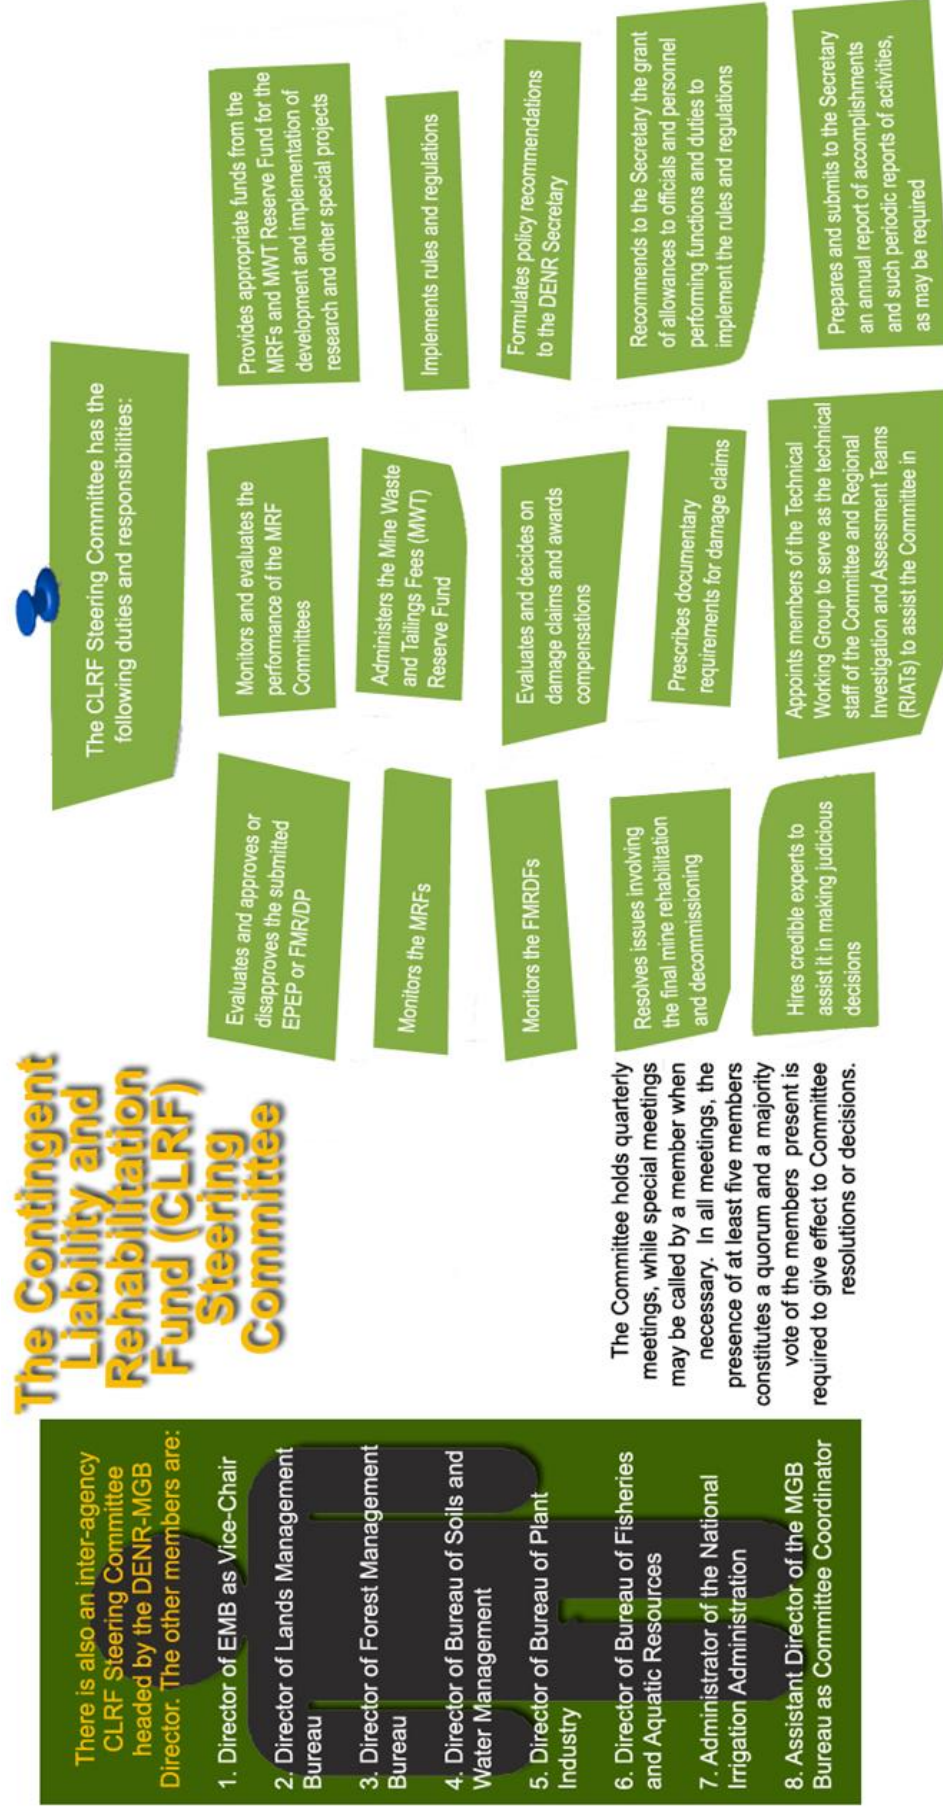 The Contingent
Liability and
Rehabilitation
Fund (CLRF)
Steering
Committee
There is also an inter-agency
CLRF Steering Committee
headed by the DENR-MGB
Director. The other members are:
1. Director of EMB as Vice-Chair
2. Director of Lands Management
Bureau
3. Director of Forest Management
Bureau
4. Director of Bureau of Soils and
Water Management
5. Director of Bureau of Plant
Industry
6. Director of Bureau of Fisheries
and Aquatic Resources
7. Administrator of the National
Irrigation Administration
8. Assistant Director of the MGB
Bureau as Committee Coordinator
The Committee holds quarterly
meetings, while special meetings
may be called by a member when
necessary. In all meetings, the
presence of at least five members
constitutes a quorum and a majority
vote of the members present is
required to give effect to Committee
resolutions or decisions.
The CLRF Steering Committee has the
following duties and responsibilities:
Evaluates and approves or
disapproves the submitted
EPEP or FMR/DP
Monitors the MRFs
Monitors the FMRDFs
Resolves issues involving
the final mine rehabilitation
and decommissioning
Hires credible experts to
assist it in making judicious
decisions
Monitors and evaluates the
performance of the MRF
Committees
Administers the Mine Waste
and Tailings Fees (MWT)
Reserve Fund
Evaluates and decides on
damage claims and awards
compensations
Prescribes documentary
requirements for damage claims
Appoints members of the Technical
Working Group to serve as the technical
staff of the Committee and Regional
Investigation and Assessment Teams
(RIATs) to assist the Committee in
Provides appropriate funds from the
MRFs and MWT Reserve Fund for the
development and implementation of
research and other special projects
Implements rules and regulations
Formulates policy recommendations
to the DENR Secretary
Recommends to the Secretary the grant
of allowances to officials and personnel
performing functions and duties to
implement the rules and regulations
Prepares and submits to the Secretary
an annual report of accomplishments
and such periodic reports of activities,
as may be required